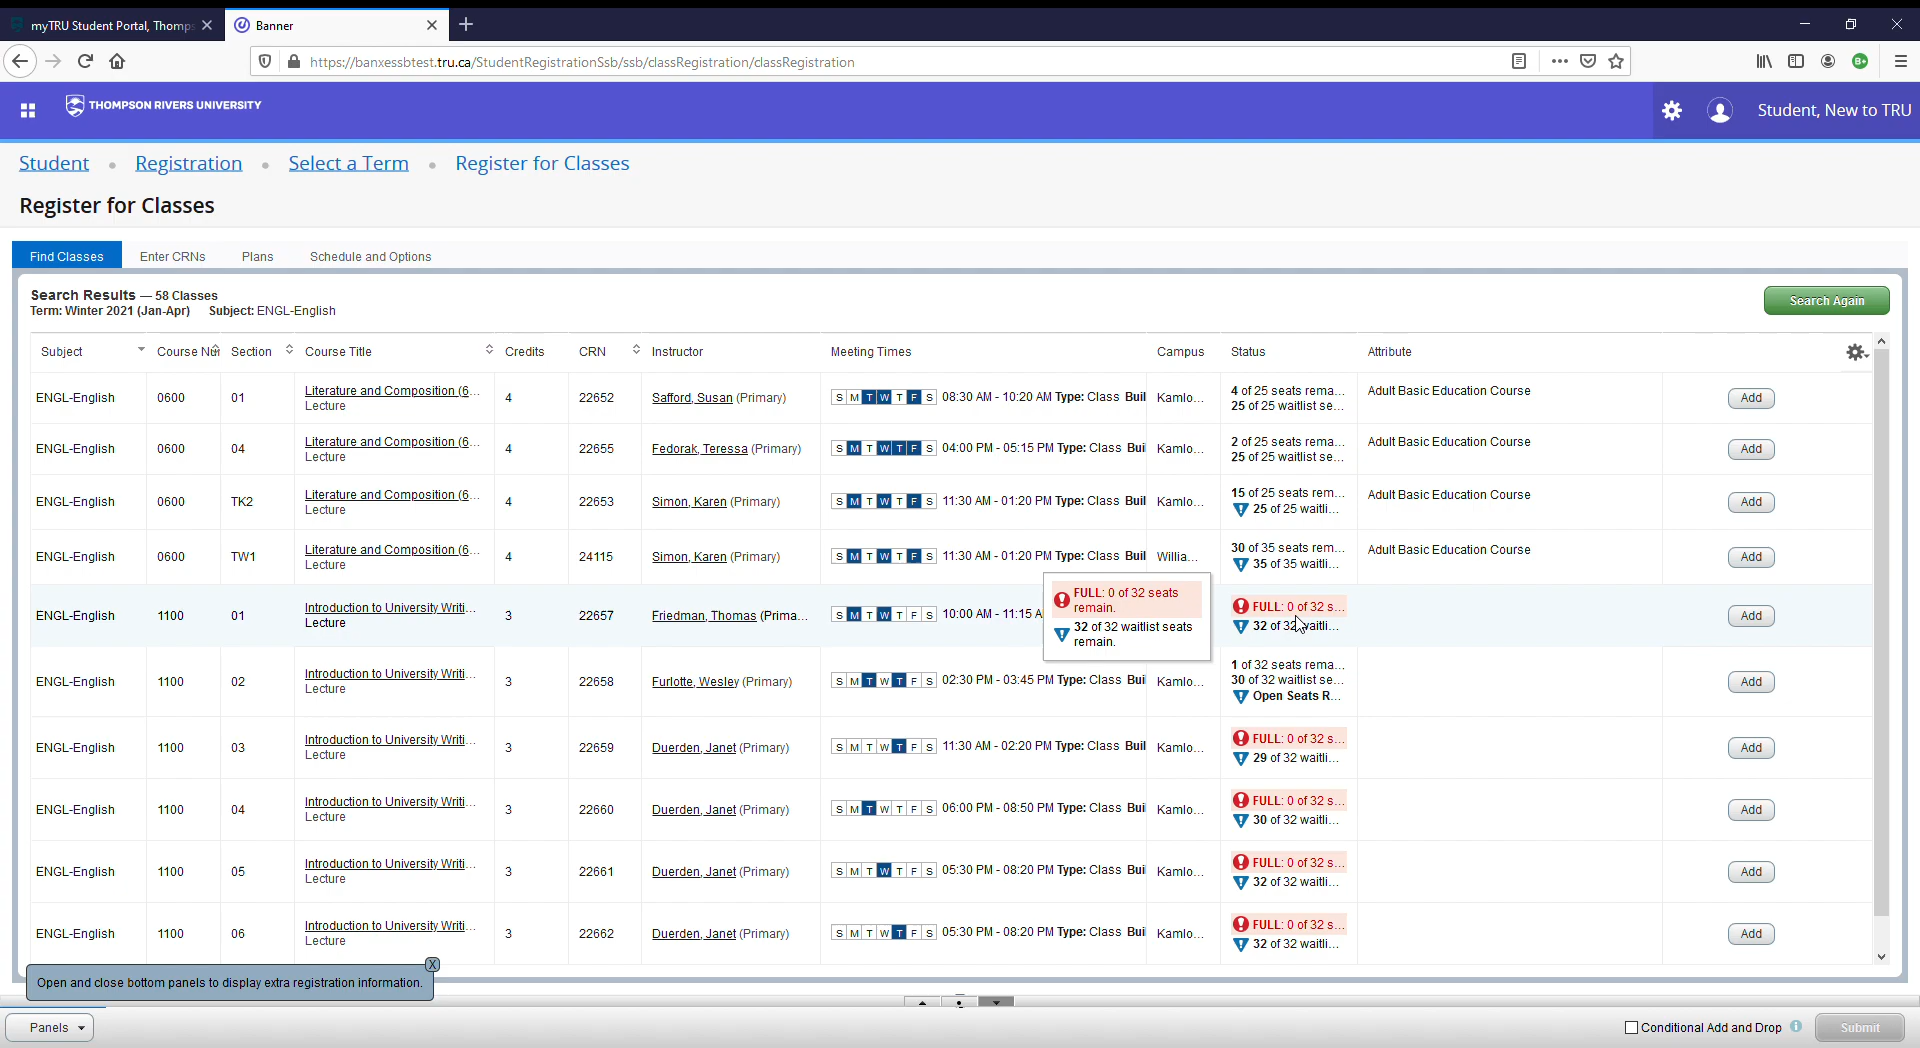 myTRU Student Portal, Thomps
Banner
https://banxessbtest.tru.ca/StudentRegistrationSsb/ssb/classRegistration/classRegistration
THOMPSON RIVERS UNIVERSITY
Student, New to TRU
Student • Registration • Select a Term • Register for Classes
Register for Classes
Find Classes Enter CRNs Plans Schedule and Options
Search Results — 58 Classes
Term: Winter 2021 (Jan-Apr) Subject: ENGL-English
Search Again
Subject Course Nur Section Course Title Credits CRN Instructor Meeting Times Campus Status Attribute
ENGL-English 0600 01 Literature and Composition (6... 4 22652 Safford, Susan (Primary) S M T W T F S 08:30 AM - 10:20 AM Type: Class Buil Kamlo... 4 of 25 seats rema... Adult Basic Education Course Add
Lecture 25 of 25 waitlist se...
ENGL-English 0600 04 Literature and Composition (6... 4 22655 Fedorak, Teressa (Primary) S M T W T F S 04:00 PM - 05:15 PM Type: Class Buil Kamlo... 2 of 25 seats rema... Adult Basic Education Course Add
Lecture 25 of 25 waitlist se...
ENGL-English 0600 TK2 Literature and Composition (6... 4 22653 Simon, Karen (Primary) S M T W T F S 11:30 AM - 01:20 PM Type: Class Buil Kamlo... 15 of 25 seats rem... Adult Basic Education Course Add
Lecture 25 of 25 waitli...
ENGL-English 0600 TW1 Literature and Composition (6... 4 24115 Simon, Karen (Primary) S M T W T F S 11:30 AM - 01:20 PM Type: Class Buil Willia... 30 of 35 seats rem... Adult Basic Education Course Add
Lecture 35 of 35 waitli...
ENGL-English 1100 01 Introduction to University Writi... 3 22657 Friedman, Thomas (Prima... S M T W T F S 10:00 AM - 11:15 A FULL: 0 of 32 s... Add
Lecture 32 of 32 waitli...
FULL: 0 of 32 seats
remain.
32 of 32 waitlist seats
remain.
ENGL-English 1100 02 Introduction to University Writi... 3 22658 Furlotte, Wesley (Primary) S M T W T F S 02:30 PM - 03:45 PM Type: Class Buil Kamlo... 1 of 32 seats rema... Add
Lecture 30 of 32 waitlist se...
Open Seats R...
ENGL-English 1100 03 Introduction to University Writi... 3 22659 Duerden, Janet (Primary) S M T W T F S 11:30 AM - 02:20 PM Type: Class Buil Kamlo... FULL: 0 of 32 s... Add
Lecture 29 of 32 waitli...
ENGL-English 1100 04 Introduction to University Writi... 3 22660 Duerden, Janet (Primary) S M T W T F S 06:00 PM - 08:50 PM Type: Class Buil Kamlo... FULL: 0 of 32 s... Add
Lecture 30 of 32 waitli...
ENGL-English 1100 05 Introduction to University Writi... 3 22661 Duerden, Janet (Primary) S M T W T F S 05:30 PM - 08:20 PM Type: Class Buil Kamlo... FULL: 0 of 32 s... Add
Lecture 32 of 32 waitli...
ENGL-English 1100 06 Introduction to University Writi... 3 22662 Duerden, Janet (Primary) S M T W T F S 05:30 PM - 08:20 PM Type: Class Buil Kamlo... FULL: 0 of 32 s... Add
Lecture 32 of 32 waitli...
X
Open and close bottom panels to display extra registration information.
Panels Conditional Add and Drop Submit